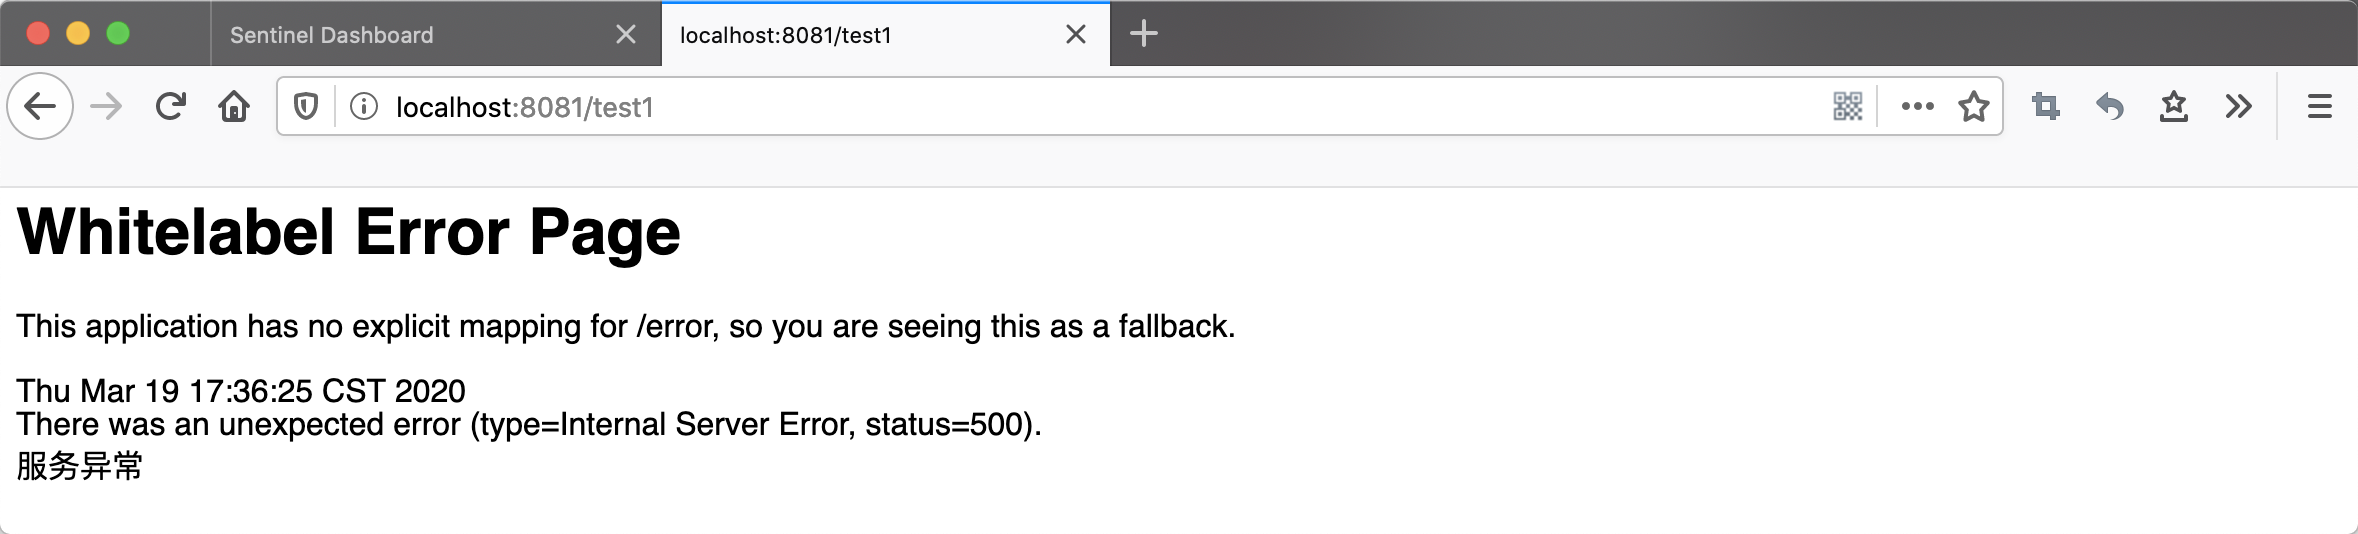 Sentinel Dashboard
localhost:8081/test1
localhost:8081/test1
Whitelabel Error Page
This application has no explicit mapping for /error, so you are seeing this as a fallback.
Thu Mar 19 17:36:25 CST 2020
There was an unexpected error (type=Internal Server Error, status=500).
服务异常